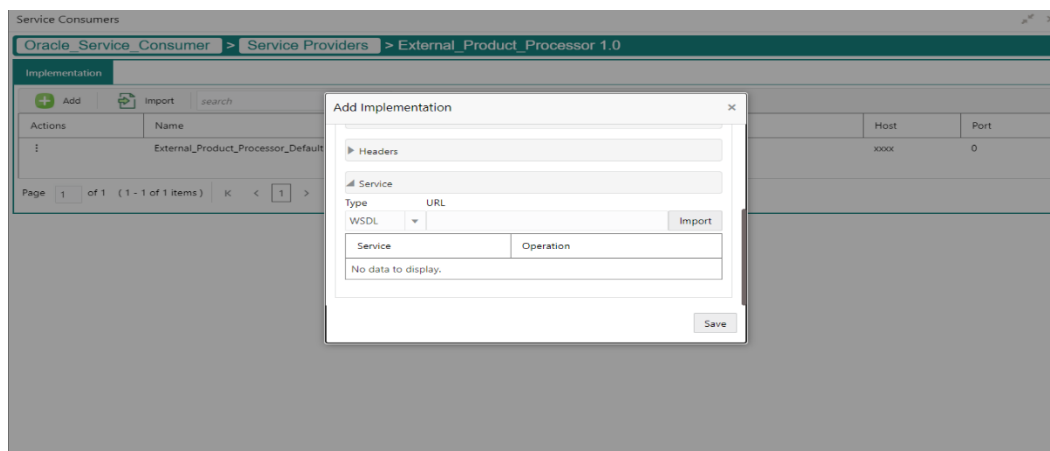 Service Consumers
Oracle_Service_Consumer > Service Providers > External_Product_Processor 1.0
Implementation
Add Import search
Add Implementation ×
Actions Name Host Port
External_Product_Processor_Default xxxx 0
Headers
Page 1 of 1 (1 - 1 of 1 items) K < 1 >
Service
Type URL
WSDL Import
Service Operation
No data to display.
Save